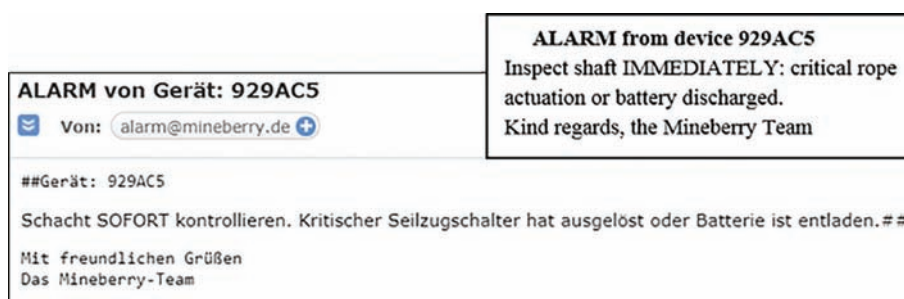 ALARM from device 929AC5
Inspect shaft IMMEDIATELY: critical rope
actuation or battery discharged.
Kind regards, the Mineberry Team
ALARM von Gerät: 929AC5
Von: alarm@mineberry.de
##Gerät: 929AC5
Schacht SOFORT kontrollieren. Kritischer Seilzugschalter hat ausgelöst oder Batterie ist entladen.##
Mit freundlichen Grüßen
Das Mineberry-Team